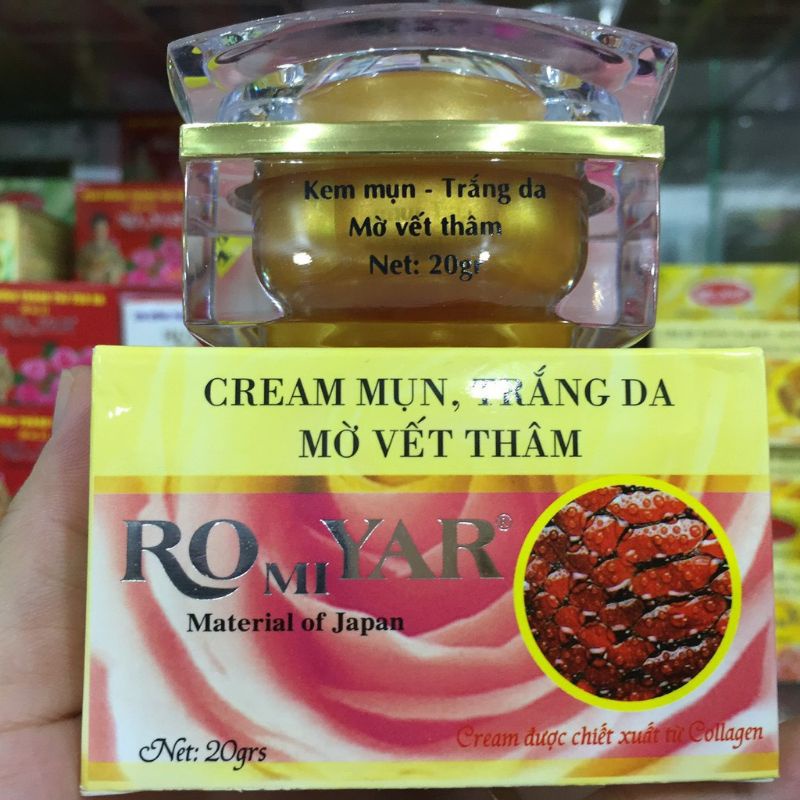 Kem mụn - Trắng da
Mờ vết thâm
Net: 20gr
CREAM MỤN, TRẮNG DA
MỜ VẾT THÂM
ROMIYAR®
Material of Japan
Net: 20grs
Cream được chiết xuất từ Collagen